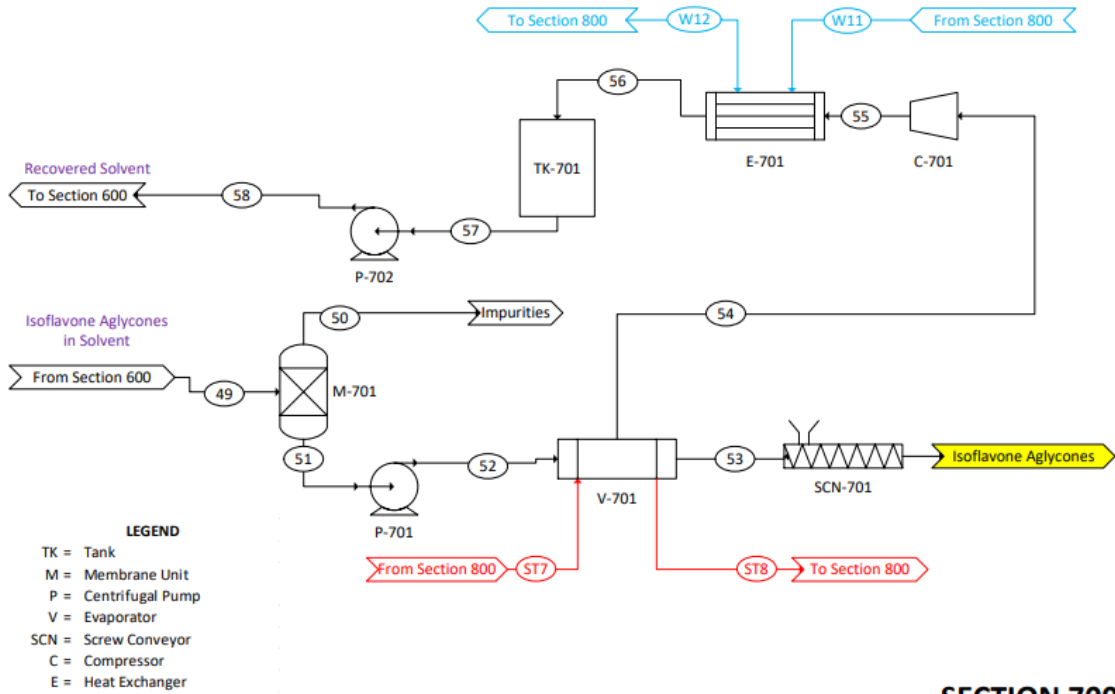 To Section 800
W12
W11
From Section 800
56
55
E-701
C-701
TK-701
Recovered Solvent
To Section 600
58
57
P-702
54
Isoflavone Aglycones
in Solvent
50
Impurities
From Section 600
49
M-701
51
52
53
Isoflavone Aglycones
V-701
SCN-701
P-701
From Section 800
ST7
ST8
To Section 800
LEGEND
TK = Tank
M = Membrane Unit
P = Centrifugal Pump
V = Evaporator
SCN = Screw Conveyor
C = Compressor
E = Heat Exchanger
SECTION 700